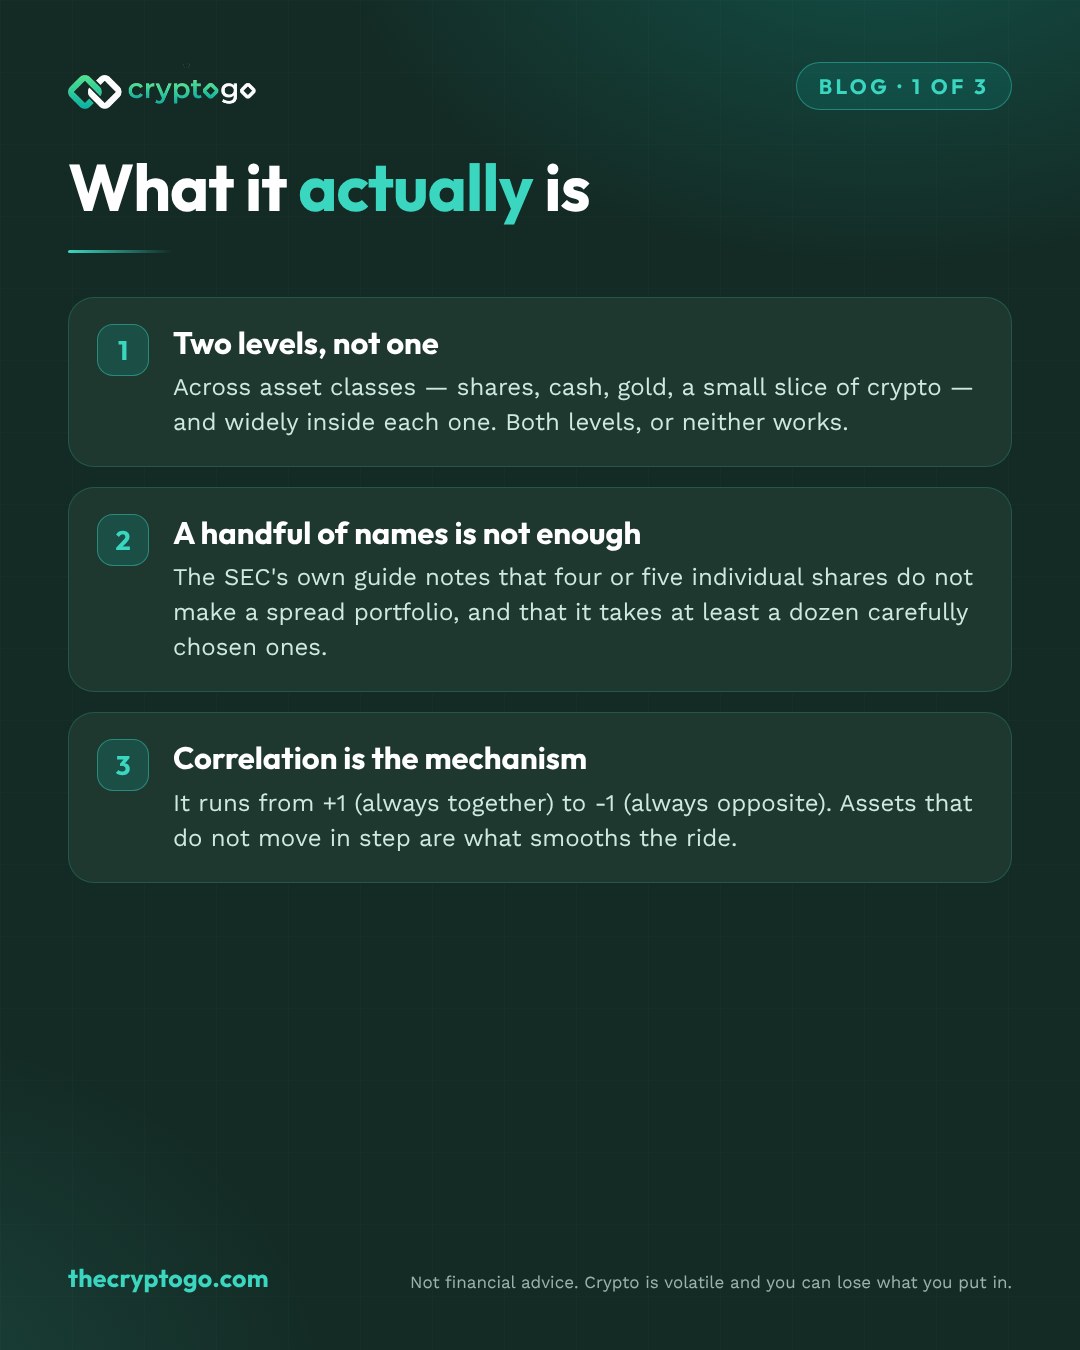 cryptogo
BLOG · 1 OF 3
What it actually is
1
Two levels, not one
Across asset classes — shares, cash, gold, a small slice of crypto —
and widely inside each one. Both levels, or neither works.
2
A handful of names is not enough
The SEC's own guide notes that four or five individual shares do not
make a spread portfolio, and that it takes at least a dozen carefully
chosen ones.
3
Correlation is the mechanism
It runs from +1 (always together) to -1 (always opposite). Assets that
do not move in step are what smooths the ride.
thecryptogo.com
Not financial advice. Crypto is volatile and you can lose what you put in.